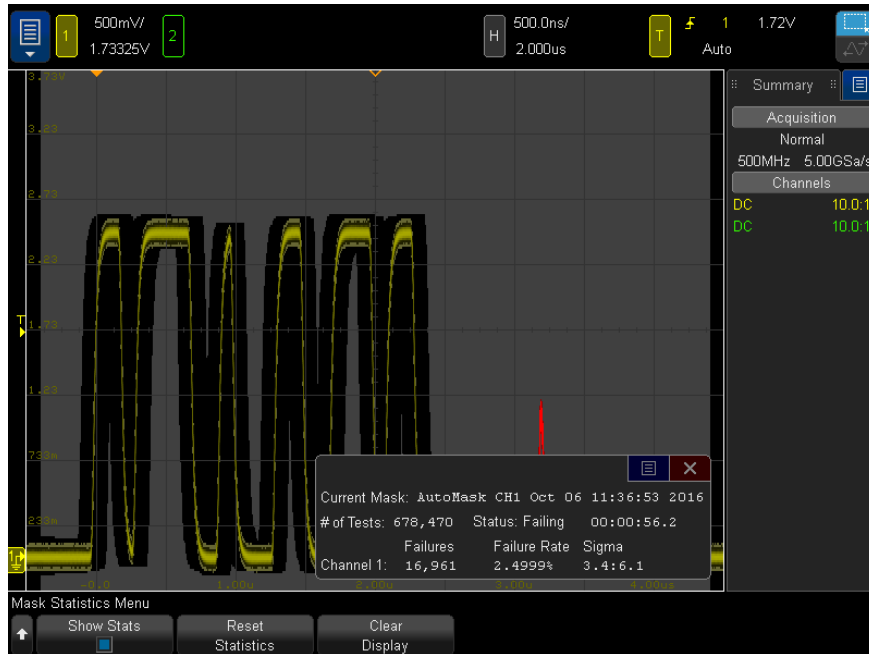 500mV/
1
1.73325V
2
H
500.0ns/
2.000us
T
1
1.72V
Auto
3.73V
3.23
2.73
2.23
1.73
1.23
733m
233m
-0.0
1.00u
2.00u
3.00u
4.00us
T
1
Summary
Acquisition
Normal
500MHz 5.00GSa/s
Channels
DC 10.0:1
DC 10.0:1
Current Mask: AutoMask CH1 Oct 06 11:36:53 2016
# of Tests: 678,470 Status: Failing 00:00:56.2
Failures Failure Rate Sigma
Channel 1: 16,961 2.4999% 3.4:6.1
Mask Statistics Menu
Show Stats
Reset Statistics
Clear Display